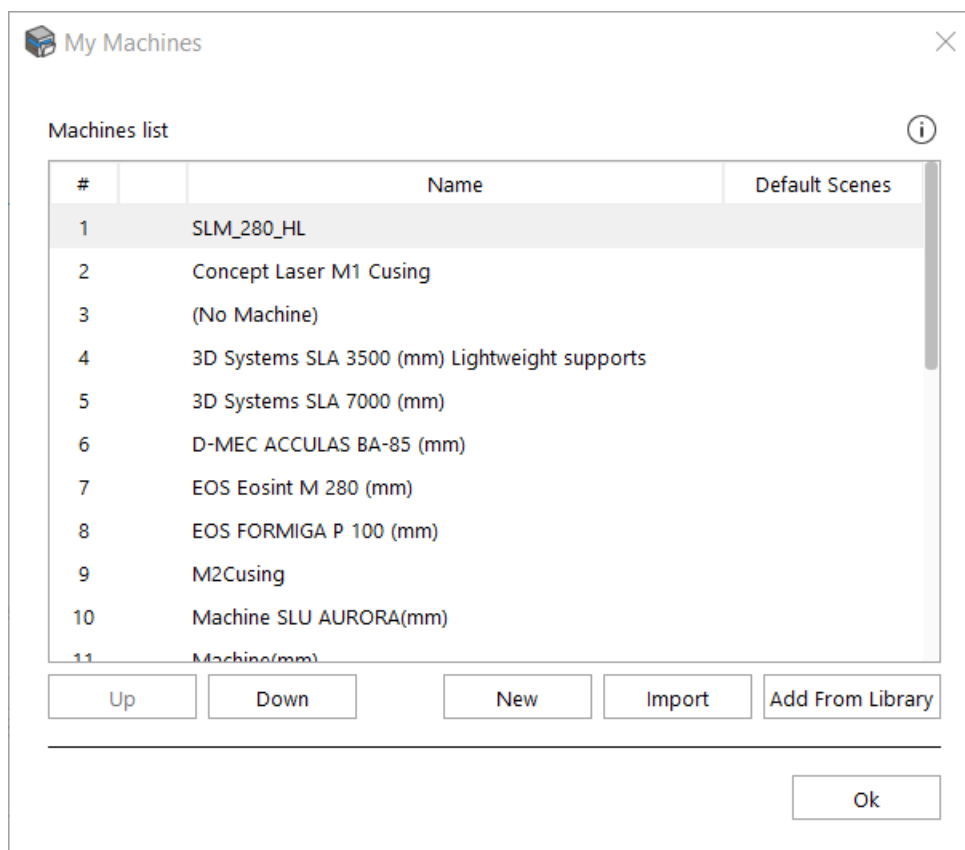 My Machines
Machines list
# Name Default Scenes
1 SLM_280_HL
2 Concept Laser M1 Cusing
3 (No Machine)
4 3D Systems SLA 3500 (mm) Lightweight supports
5 3D Systems SLA 7000 (mm)
6 D-MEC ACCULAS BA-85 (mm)
7 EOS Eosint M 280 (mm)
8 EOS FORMIGA P 100 (mm)
9 M2Cusing
10 Machine SLU AURORA(mm)
11 Machine(mm)
Up Down New Import Add From Library
Ok